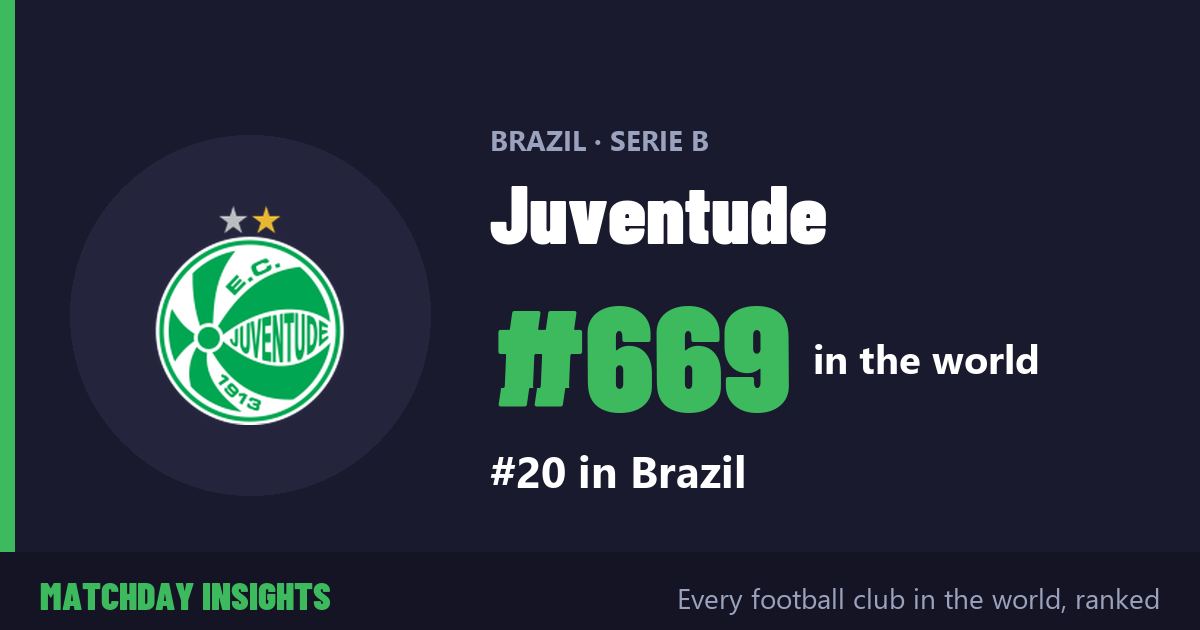 BRAZIL · SERIE B
Juventude
E.C.
JUVENTUDE
1913
#669 in the world
#20 in Brazil
MATCHDAY INSIGHTS
Every football club in the world, ranked